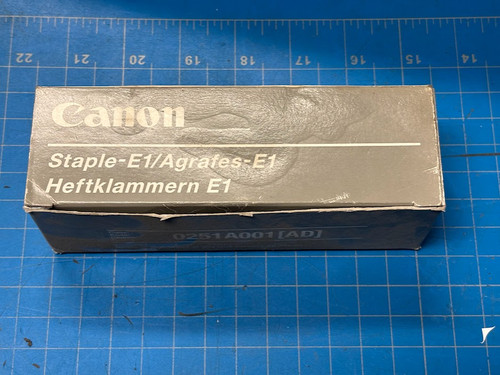 22 21 20 19 18 17 16 15 14
Canon
Staple-E1/Agrafes-E1
Heftklammern E1
0251A001[AD]